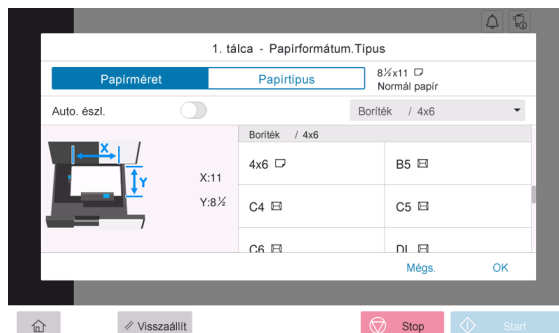 1. tálca - Papírformátum.Típus
Papírméret
Papírtípus
8½x11
Normál papír
Auto. észl.
Boríték / 4x6
Boríték / 4x6
X
Y
X:11
Y:8½
4x6
B5
C4
C5
C6
DL
Mégs.
OK
Visszaállít
Stop
Start